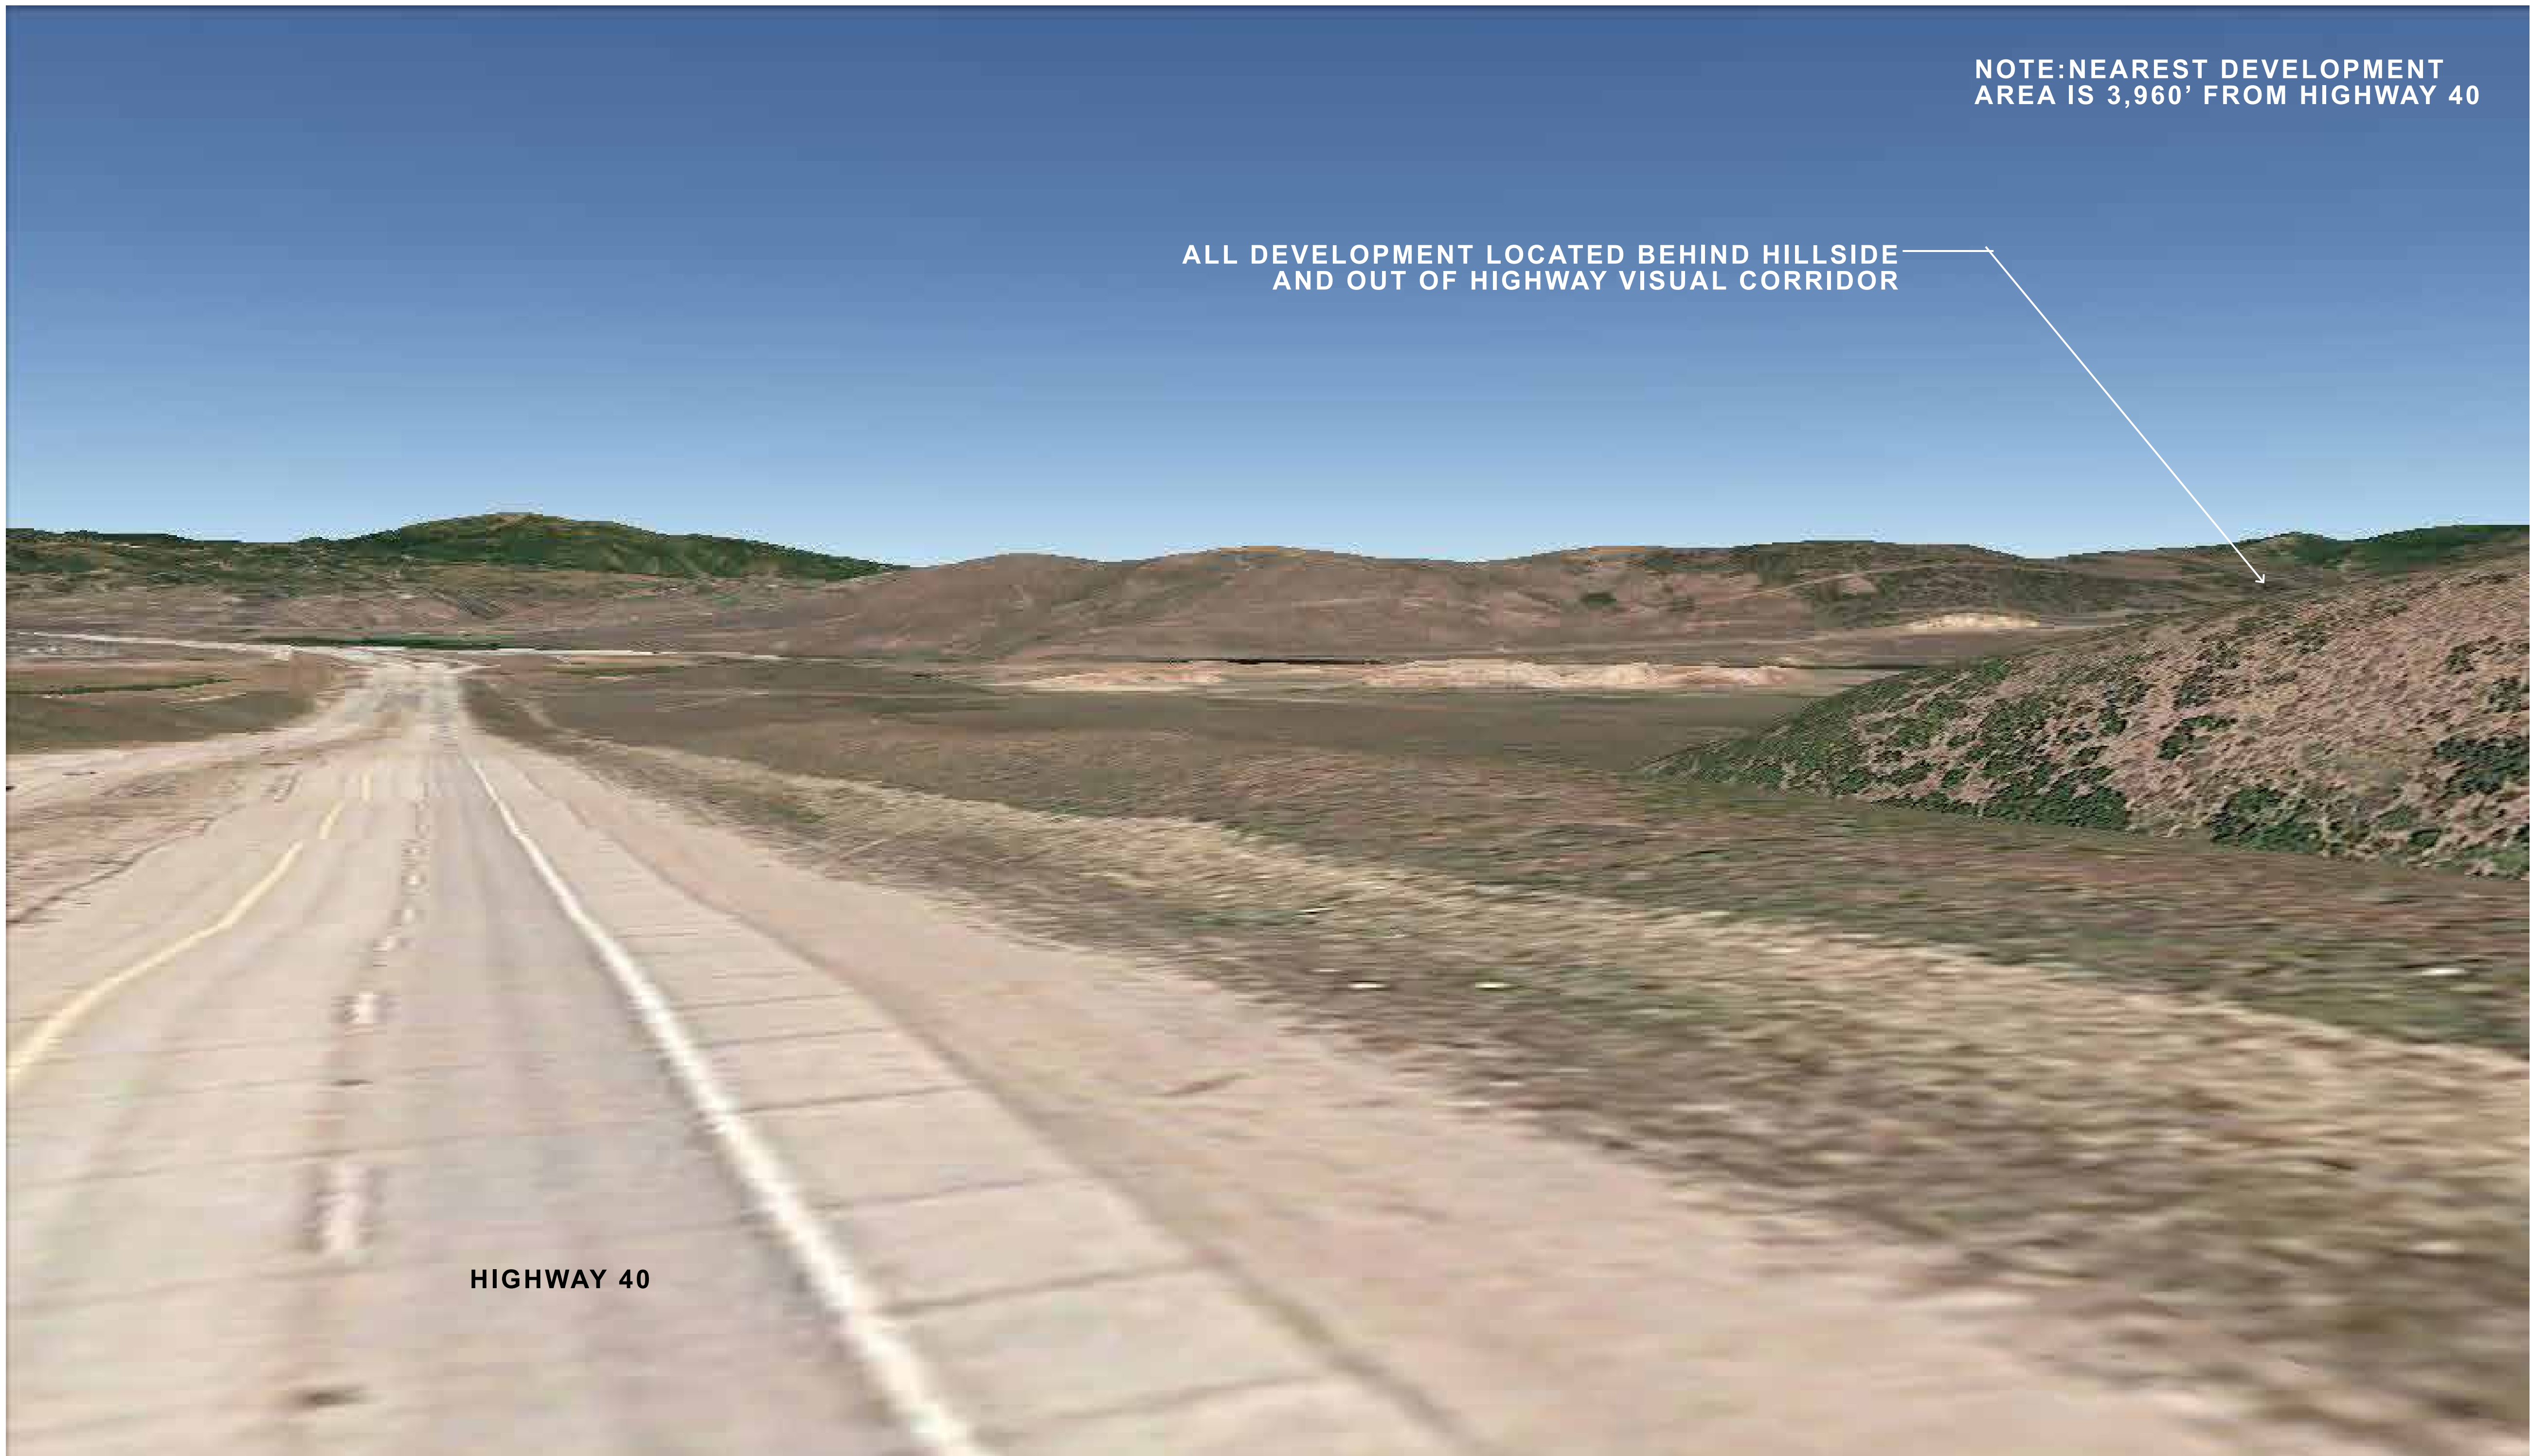 NOTE:NEAREST DEVELOPMENT
AREA IS 3,960’ FROM HIGHWAY 40
ALL DEVELOPMENT LOCATED BEHIND HILLSIDE
AND OUT OF HIGHWAY VISUAL CORRIDOR
HIGHWAY 40